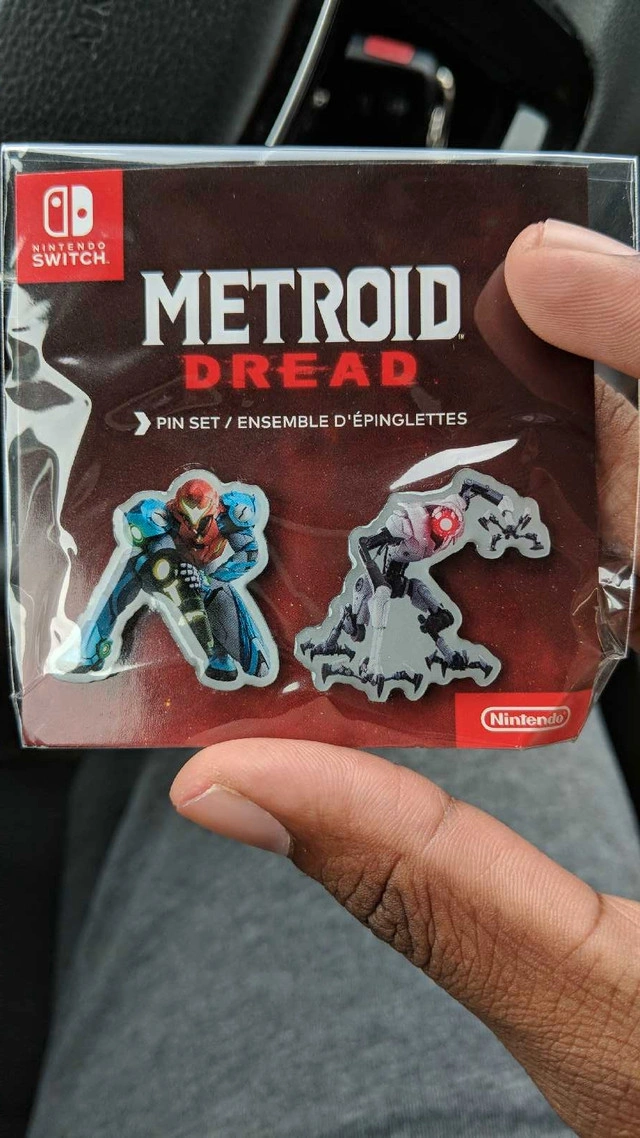 NINTENDO
SWITCH
METROID
DREAD
PIN SET / ENSEMBLE D'ÉPINGLETTES
Nintendo